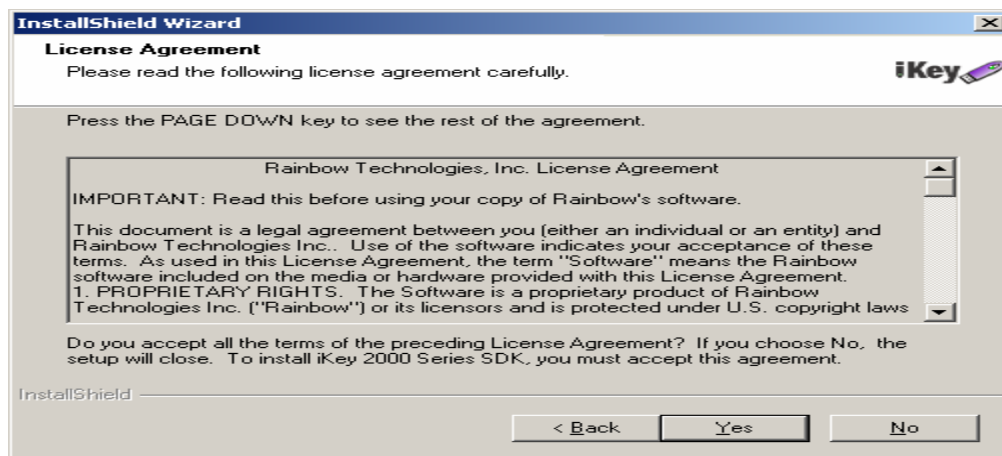 InstallShield Wizard
License Agreement
Please read the following license agreement carefully.
iKey
Press the PAGE DOWN key to see the rest of the agreement.
Rainbow Technologies, Inc. License Agreement
IMPORTANT: Read this before using your copy of Rainbow's software.
This document is a legal agreement between you (either an individual or an entity) and
Rainbow Technologies Inc.. Use of the software indicates your acceptance of these
terms. As used in this License Agreement, the term "Software" means the Rainbow
software included on the media or hardware provided with this License Agreement.
1. PROPRIETARY RIGHTS. The Software is a proprietary product of Rainbow
Technologies Inc. ("Rainbow") or its licensors and is protected under U.S. copyright laws
Do you accept all the terms of the preceding License Agreement? If you choose No, the
setup will close. To install iKey 2000 Series SDK, you must accept this agreement.
InstallShield
< Back
Yes
No